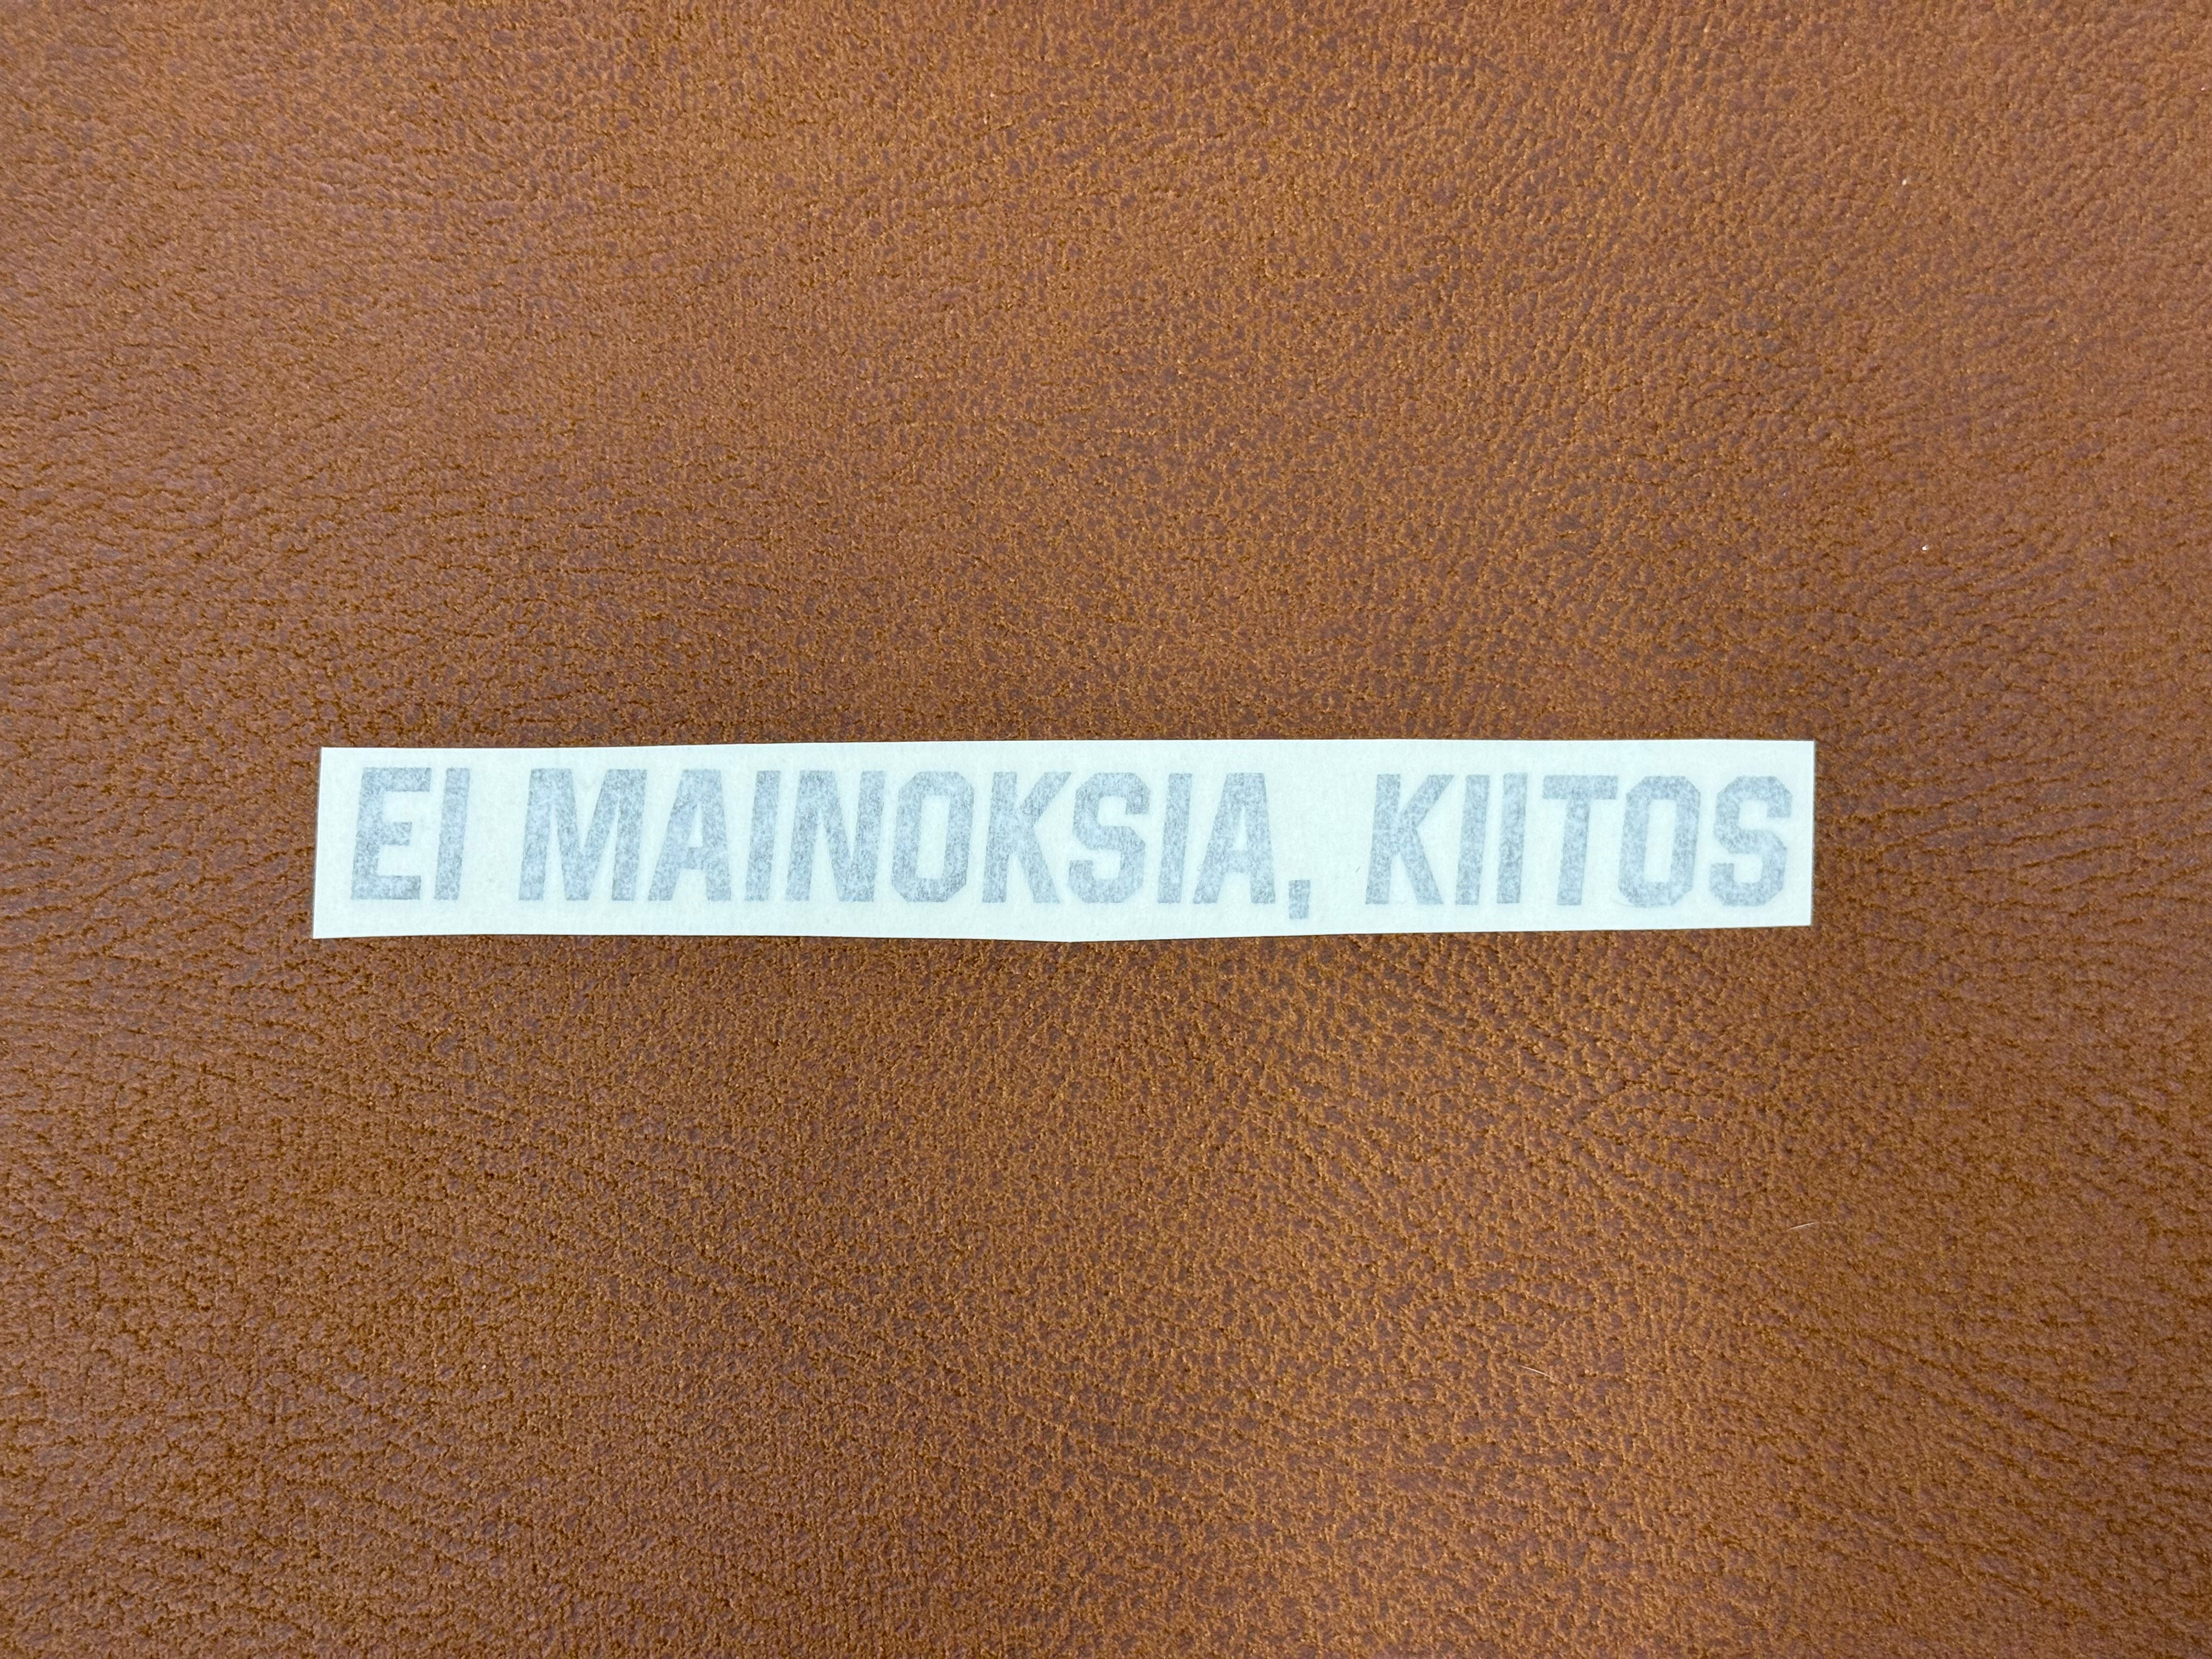 EI MAINOKSIA, KIITOS